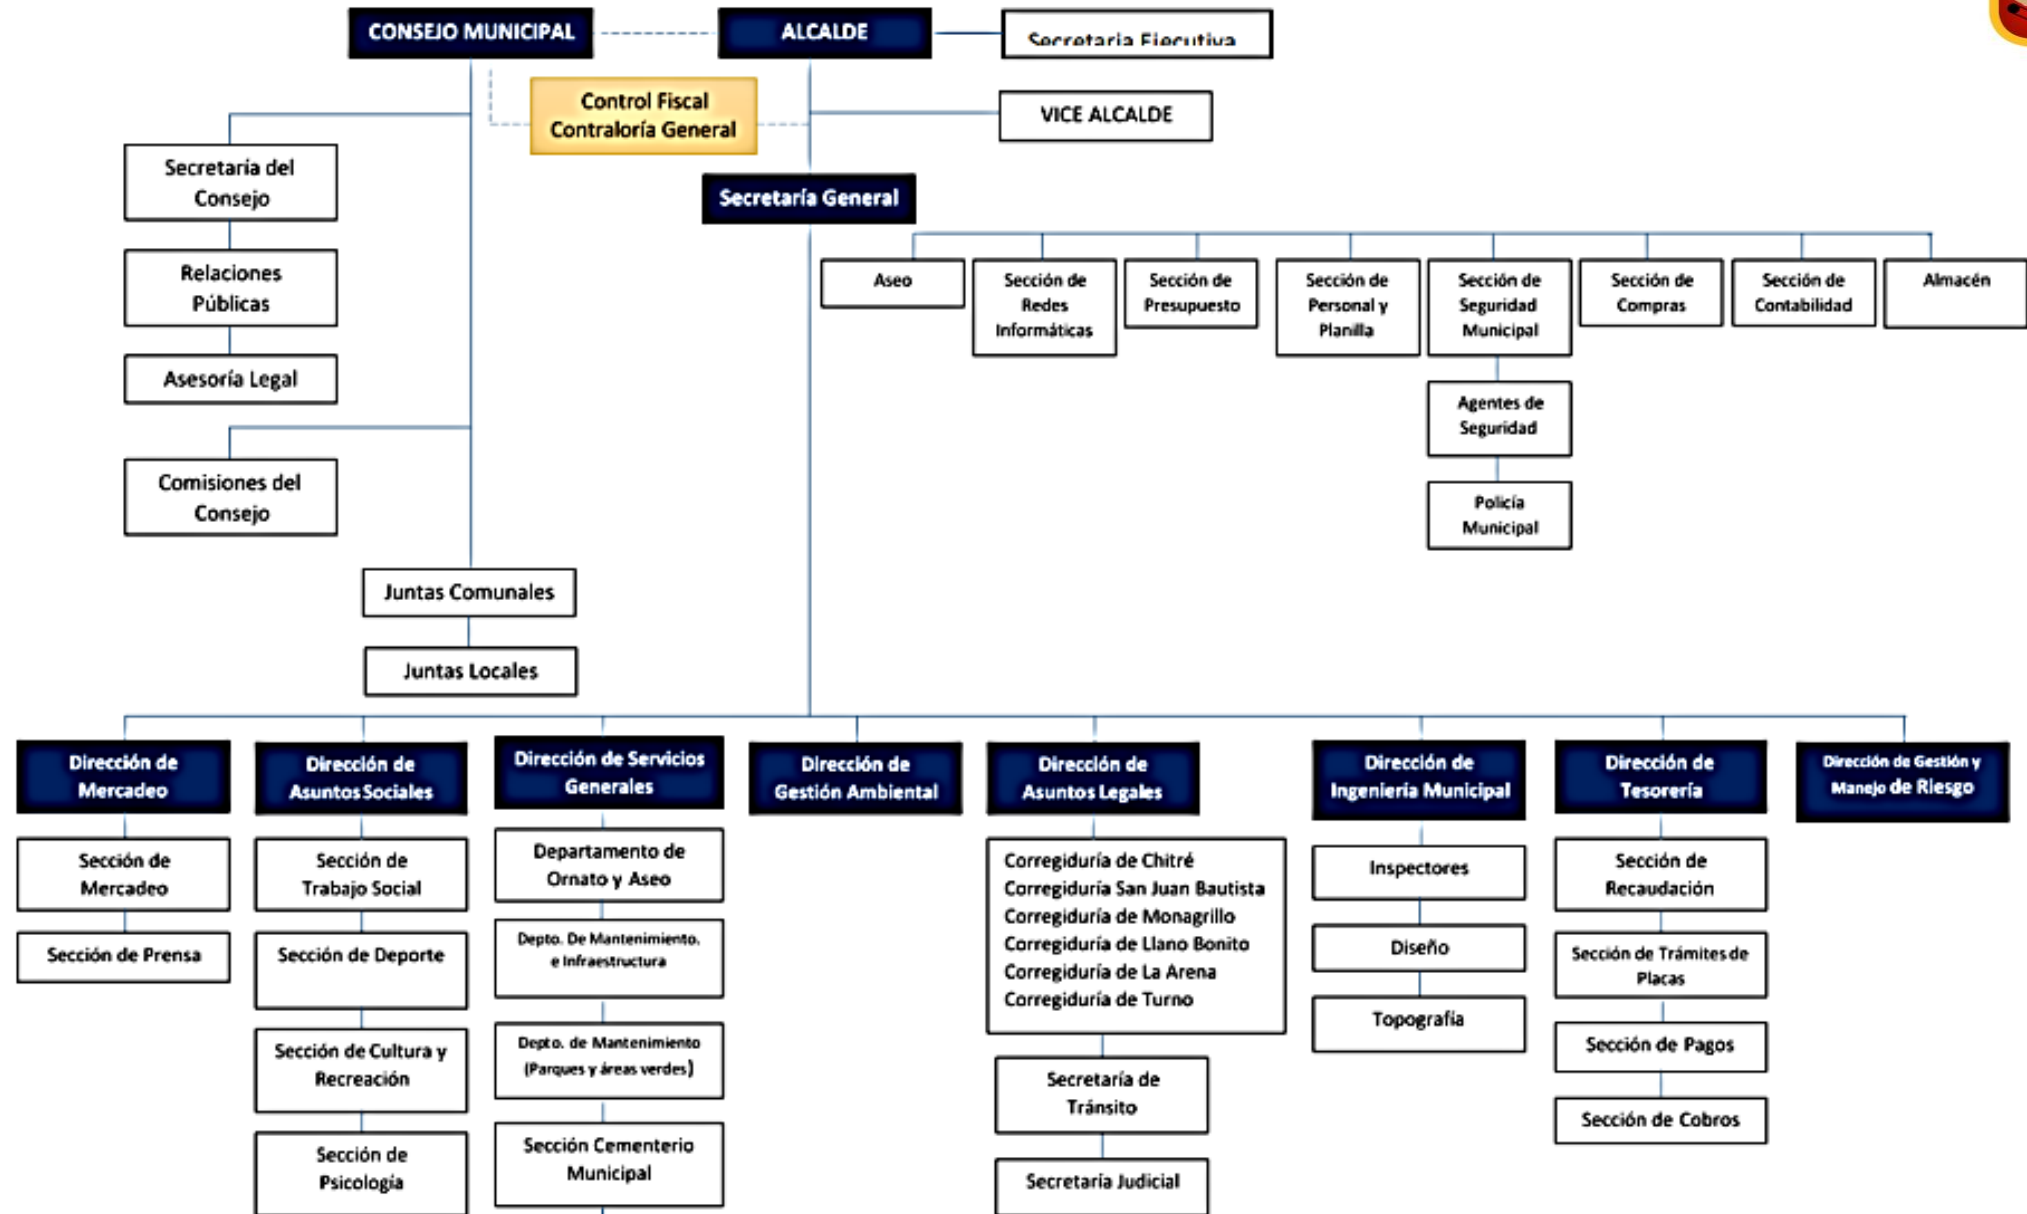 CONSEJO MUNICIPAL
ALCALDE
Secretaria Ejecutiva
Control Fiscal
Contraloría General
VICE ALCALDE
Secretaría del
Consejo
Secretaría General
Relaciones
Públicas
Asesoría Legal
Comisiones del
Consejo
Aseo
Sección de
Redes
Informáticas
Sección de
Presupuesto
Sección de
Personal y
Planilla
Sección de
Seguridad
Municipal
Sección de
Compras
Sección de
Contabilidad
Almacén
Agentes de
Seguridad
Policía
Municipal
Juntas Comunales
Juntas Locales
Dirección de
Mercadeo
Sección de
Mercadeo
Sección de Prensa
Dirección de
Asuntos Sociales
Sección de
Trabajo Social
Sección de Deporte
Sección de Cultura y
Recreación
Sección de
Psicología
Dirección de Servicios
Generales
Departamento de
Ornato y Aseo
Depto. De Mantenimiento.
e Infraestructura
Depto. de Mantenimiento
(Parques y áreas verdes)
Sección Cementerio
Municipal
Dirección de
Gestión Ambiental
Dirección de
Asuntos Legales
Corregiduría de Chitré
Corregiduría San Juan Bautista
Corregiduría de Monagrillo
Corregiduría de Llano Bonito
Corregiduría de La Arena
Corregiduría de Turno
Secretaría de
Tránsito
Secretaría Judicial
Dirección de
Ingeniería Municipal
Inspectores
Diseño
Topografía
Dirección de
Tesorería
Sección de
Recaudación
Sección de Trámites de
Placas
Sección de Pagos
Sección de Cobros
Dirección de Gestión y
Manejo de Riesgo